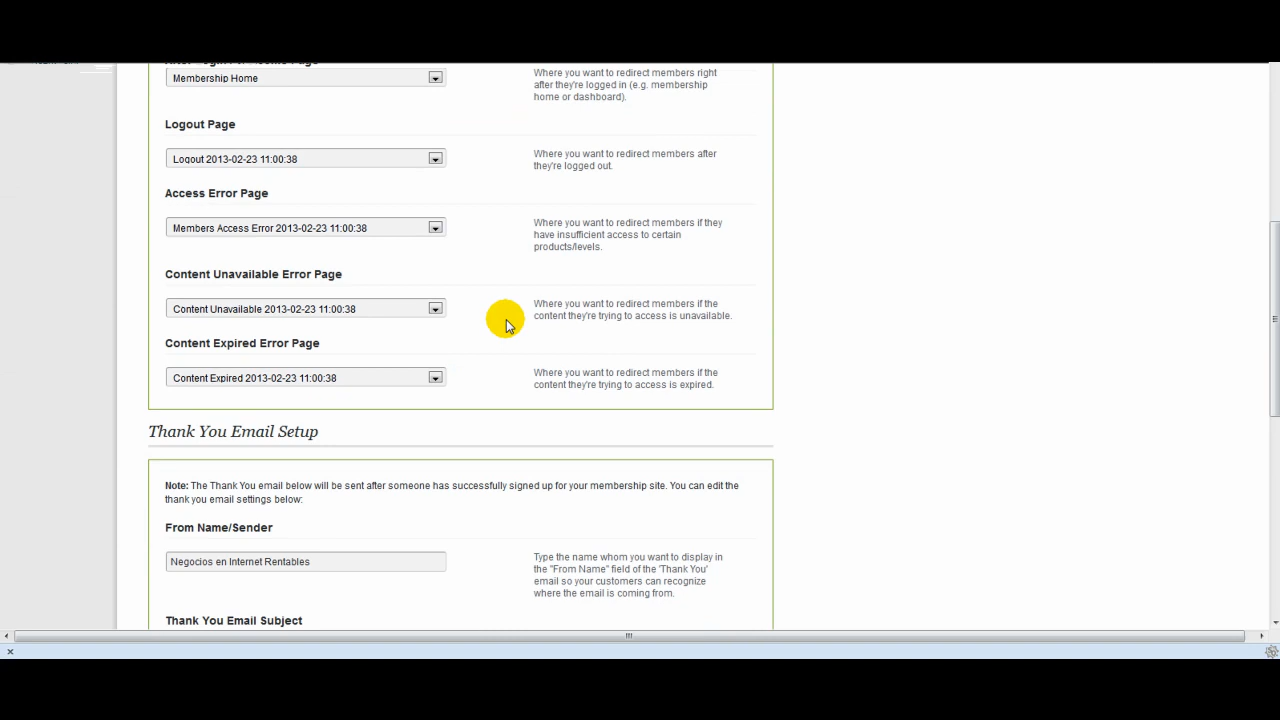 Membership Home
Where you want to redirect members right
after they're logged in (e.g. membership
home or dashboard).
Logout Page
Logout 2013-02-23 11:00:38
Where you want to redirect members after
they're logged out.
Access Error Page
Members Access Error 2013-02-23 11:00:38
Where you want to redirect members if they
have insufficient access to certain
products/levels.
Content Unavailable Error Page
Content Unavailable 2013-02-23 11:00:38
Where you want to redirect members if the
content they're trying to access is unavailable.
Content Expired Error Page
Content Expired 2013-02-23 11:00:38
Where you want to redirect members if the
content they're trying to access is expired.
Thank You Email Setup
Note: The Thank You email below will be sent after someone has successfully signed up for your membership site. You can edit the
thank you email settings below:
From Name/Sender
Negocios en Internet Rentables
Type the name whom you want to display in
the "From Name" field of the 'Thank You'
email so your customers can recognize
where the email is coming from.
Thank You Email Subject